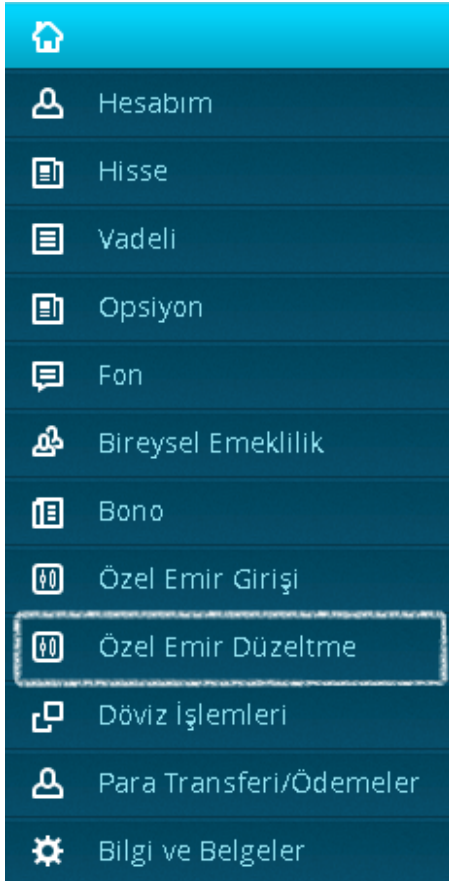 Hesabım
Hisse
Vadeli
Opsiyon
Fon
Bireysel Emeklilik
Bono
Özel Emir Girişi
Özel Emir Düzeltme
Döviz İşlemleri
Para Transferi/Ödemeler
Bilgi ve Belgeler